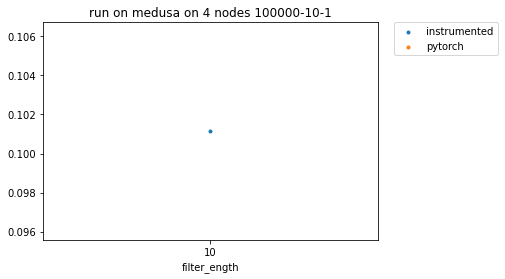 run on medusa on 4 nodes 100000-10-1
instrumented
pytorch
0.106
0.104
0.102
0.100
0.098
0.096
10
filter_ength